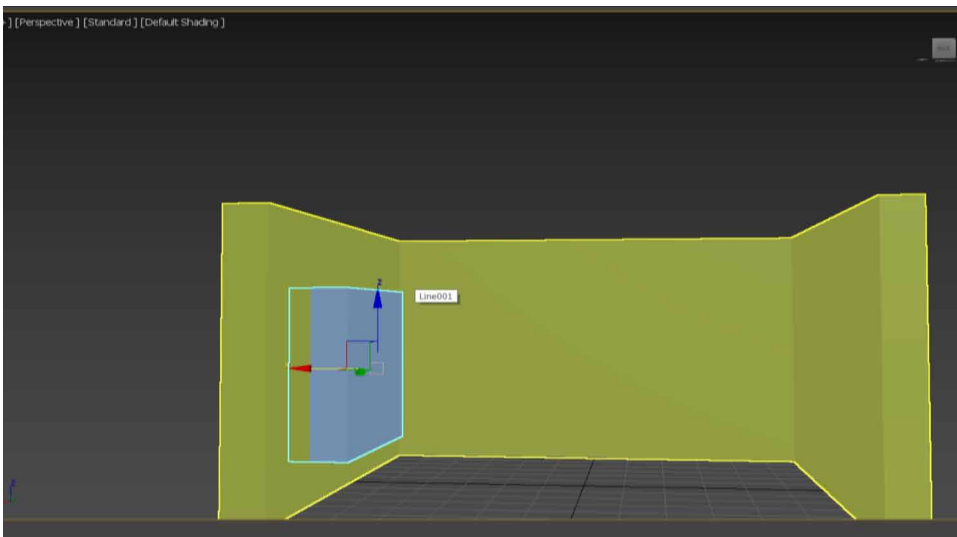 ] [Perspective ] [Standard ] [Default Shading ]
z
Line001